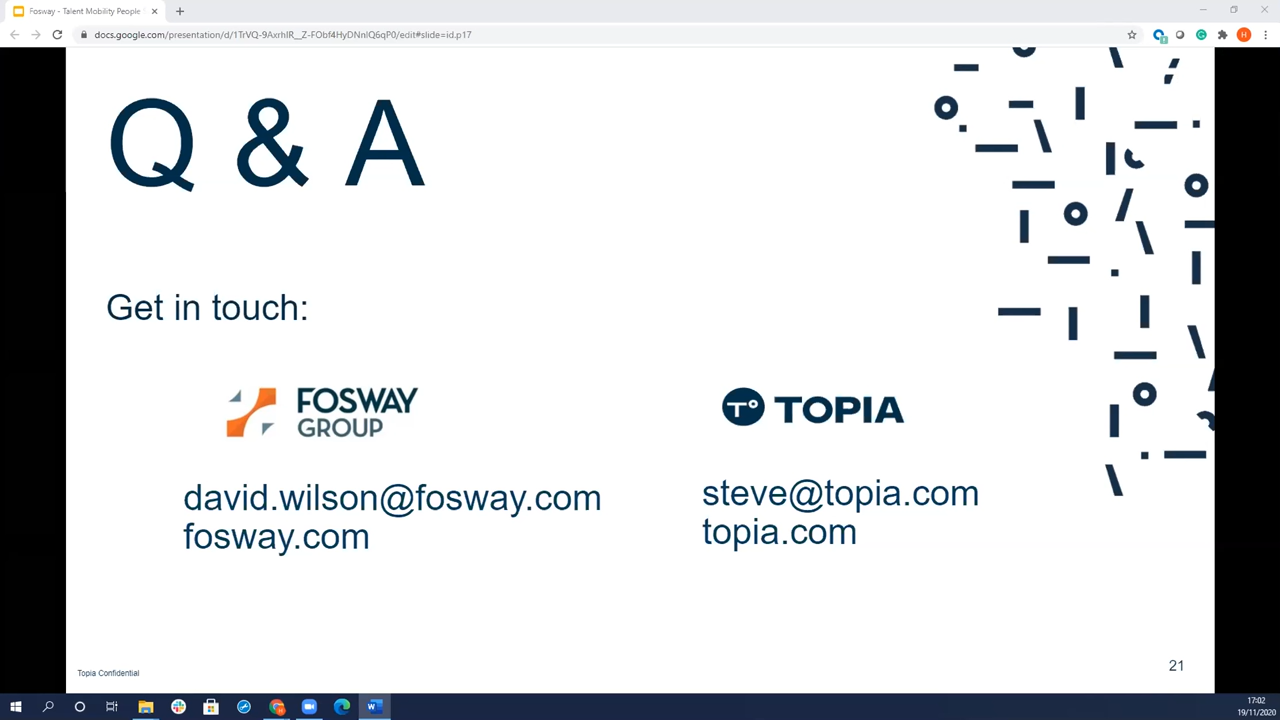 Fosway - Talent Mobility People
docs.google.com/presentation/d/1TrVQ-9AxrhIR__Z-FObf4HyDNnIQ6qP0/edit#slide=id.p17
H
Q & A
Get in touch:
FOSWAY
GROUP
T
TOPIA
david.wilson@fosway.com
fosway.com
steve@topia.com
topia.com
Topia Confidential
21
17:02
19/11/2020